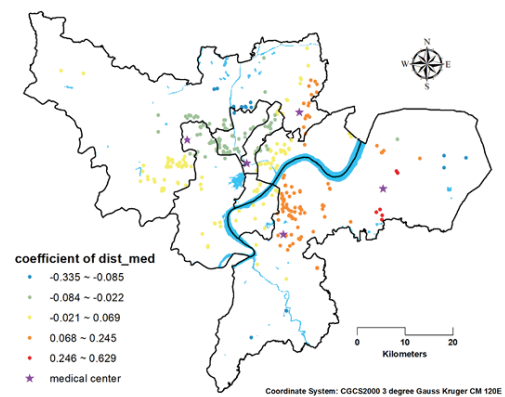 N
W
E
S
coefficient of dist_med
-0.335 ~ -0.085
-0.084 ~ -0.022
-0.021 ~ 0.069
0.068 ~ 0.245
0.246 ~ 0.629
medical center
0 10 20
Kilometers
Coordinate System: CGCS2000 3 degree Gauss Kruger CM 120E